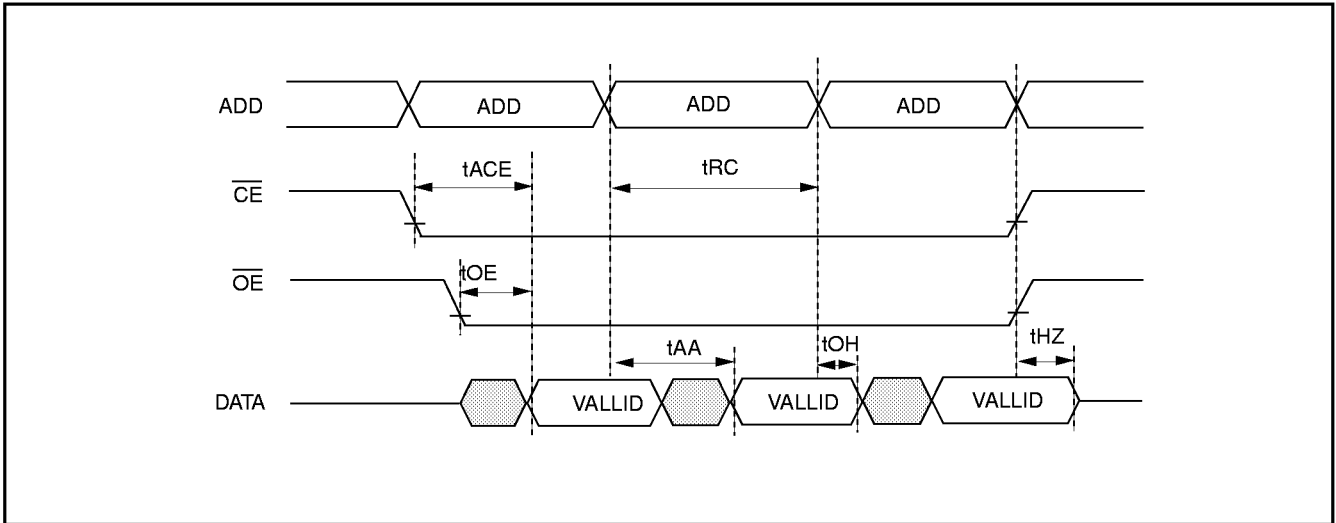 ADD ADD ADD ADD
tACE tRC
CE
tOE
OE
tAA tOH tHZ
DATA VALLID VALLID VALLID